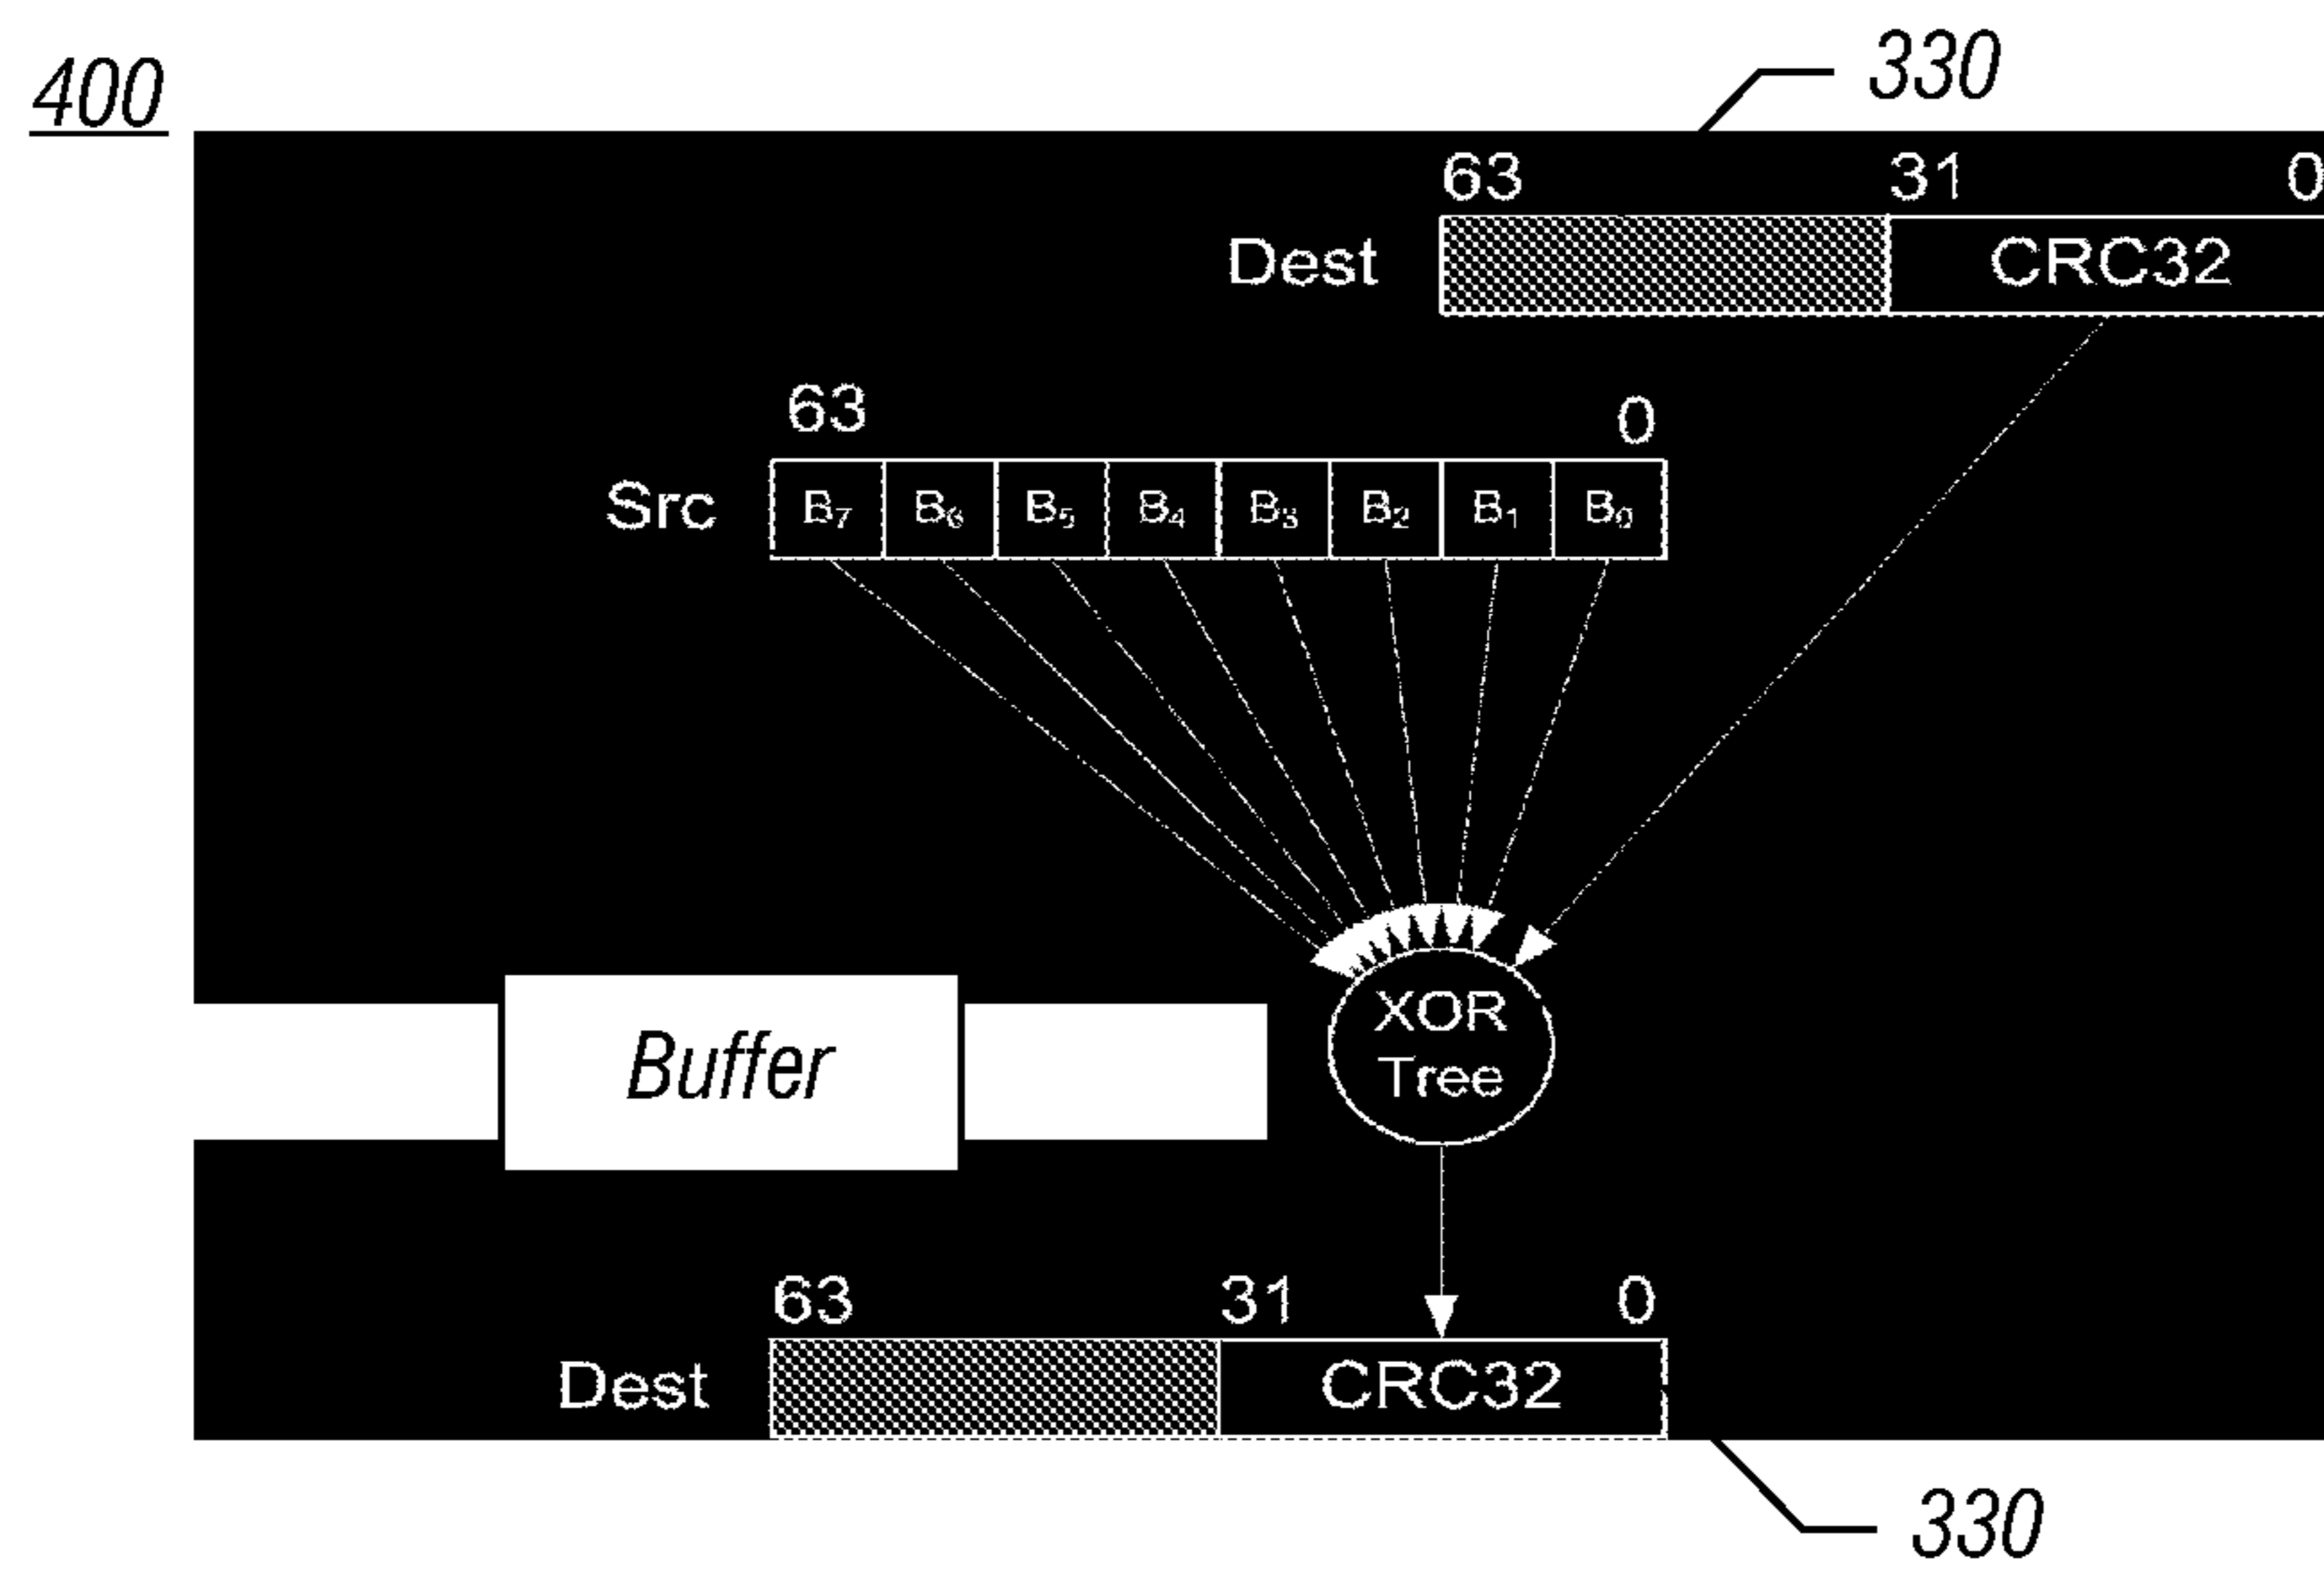 400
330
63 31 0
Dest CRC32
63 0
Src B7 B6 B5 B4 B3 B2 B1 B0
XOR
Tree
Buffer
63 31 0
Dest CRC32
330